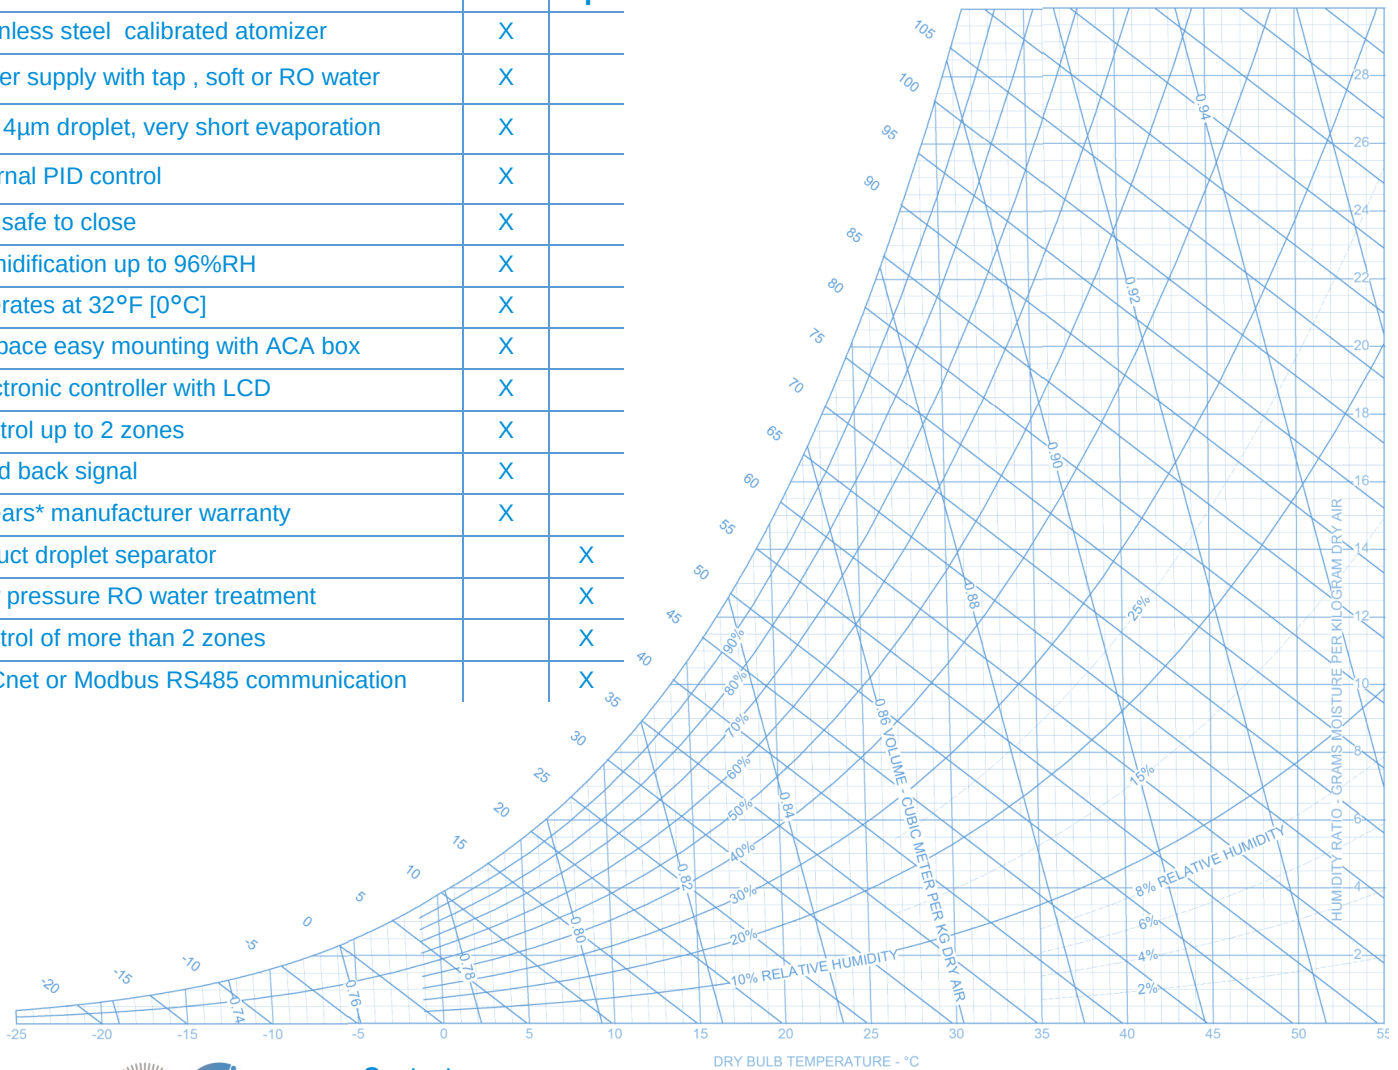 nless steel calibrated atomizer X
er supply with tap , soft or RO water X
4µm droplet, very short evaporation X
rnal PID control X
safe to close X
nidification up to 96%RH X
rates at 32°F [0°C] X
pace easy mounting with ACA box X
ctronic controller with LCD X
trol up to 2 zones X
d back signal X
ars* manufacturer warranty X
uct droplet separator X
pressure RO water treatment X
trol of more than 2 zones X
Cnet or Modbus RS485 communication X
105
100
95
90
85
80
75
70
65
60
55
50
45
40
35
30
25
20
15
10
5
0
-5
-10
-15
-20
28
26
24
22
20
18
16
14
12
10
8
6
4
2
HUMIDITY RATIO - GRAMS MOISTURE PER KILOGRAM DRY AIR
0.94
0.92
0.90
0.88
0.86 VOLUME - CUBIC METER PER KG DRY AIR
0.84
0.82
0.80
0.78
0.76
0.74
90%
80%
70%
60%
50%
40%
30%
20%
10% RELATIVE HUMIDITY
25%
15%
8% RELATIVE HUMIDITY
6%
4%
2%
-25 -20 -15 -10 -5 0 5 10 15 20 25 30 35 40 45 50 55
DRY BULB TEMPERATURE - °C